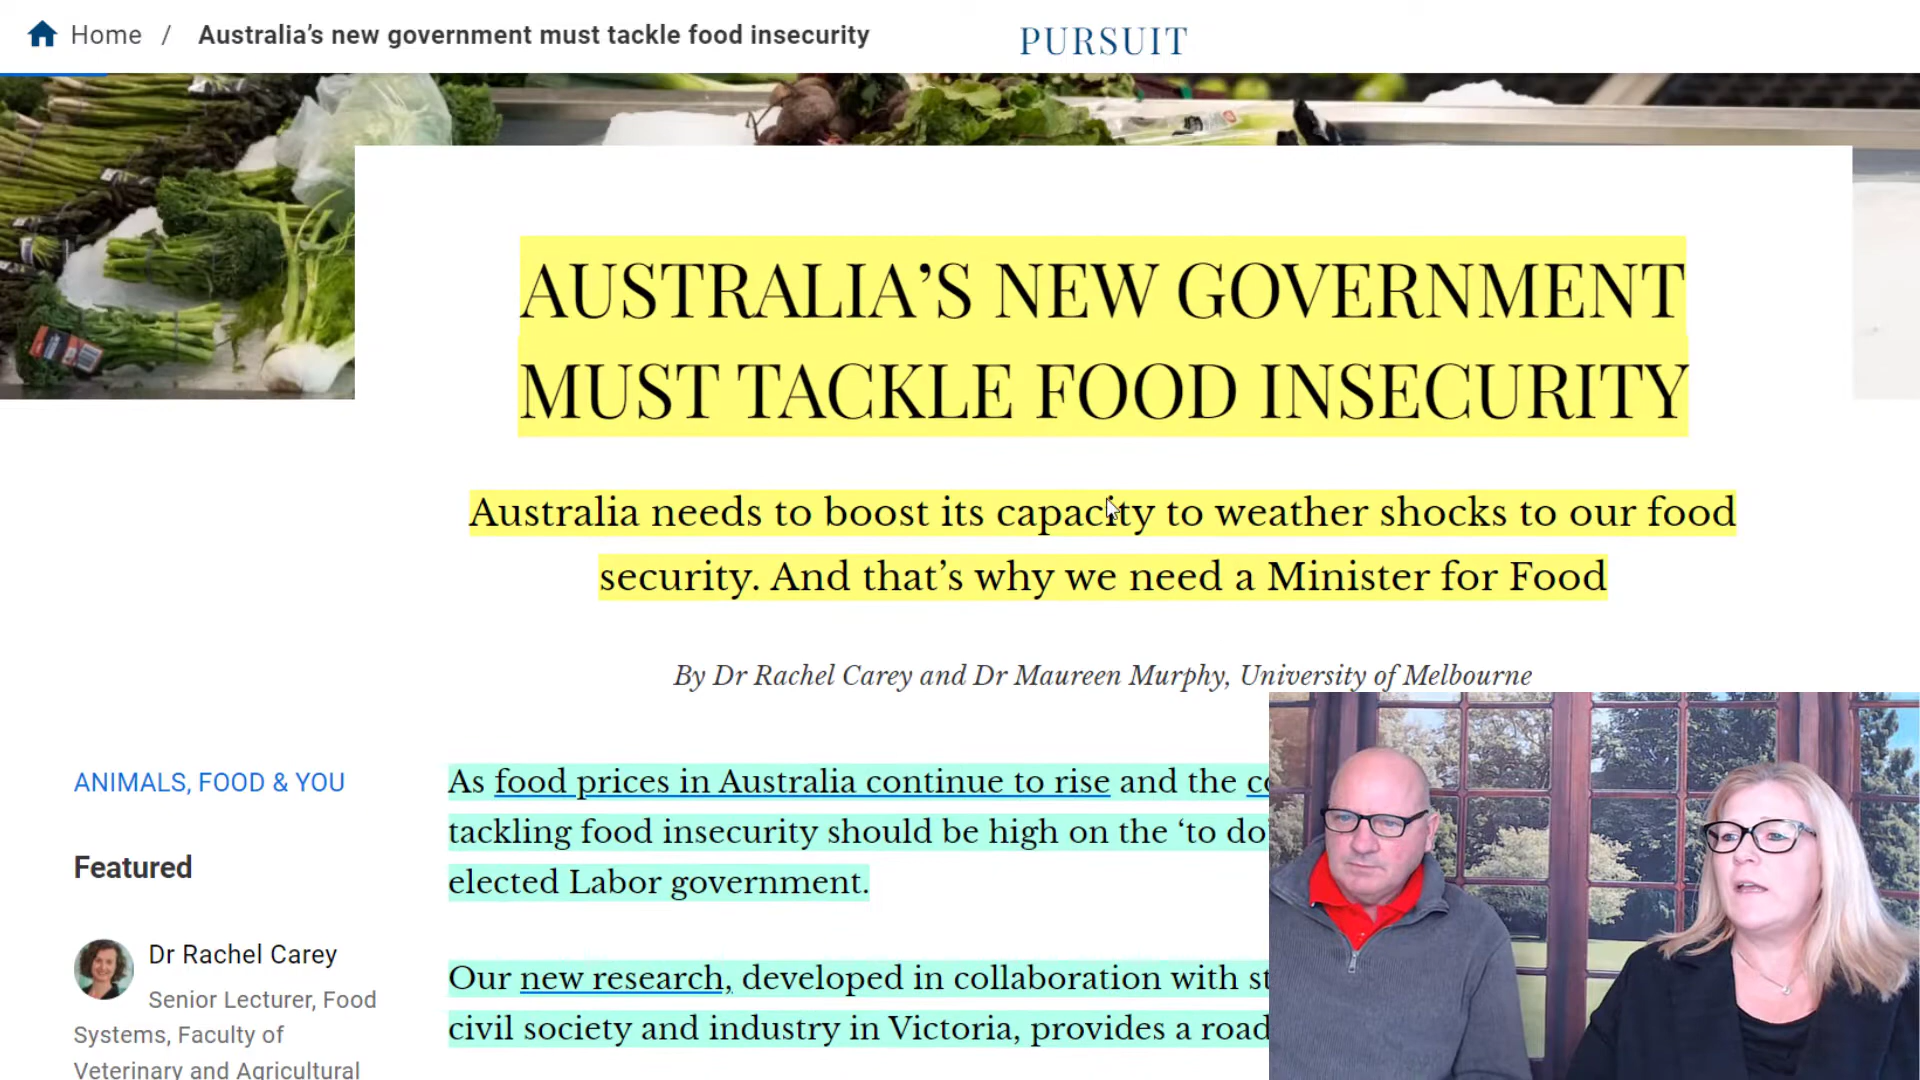 Home / Australia’s new government must tackle food insecurity
PURSUIT
AUSTRALIA’S NEW GOVERNMENT
MUST TACKLE FOOD INSECURITY
Australia needs to boost its capacity to weather shocks to our food
security. And that’s why we need a Minister for Food
By Dr Rachel Carey and Dr Maureen Murphy, University of Melbourne
ANIMALS, FOOD & YOU
Featured
Dr Rachel Carey
Senior Lecturer, Food
Systems, Faculty of
Veterinary and Agricultural
As food prices in Australia continue to rise and the
tackling food insecurity should be high on the ‘to do
elected Labor government.
Our new research, developed in collaboration with
civil society and industry in Victoria, provides a